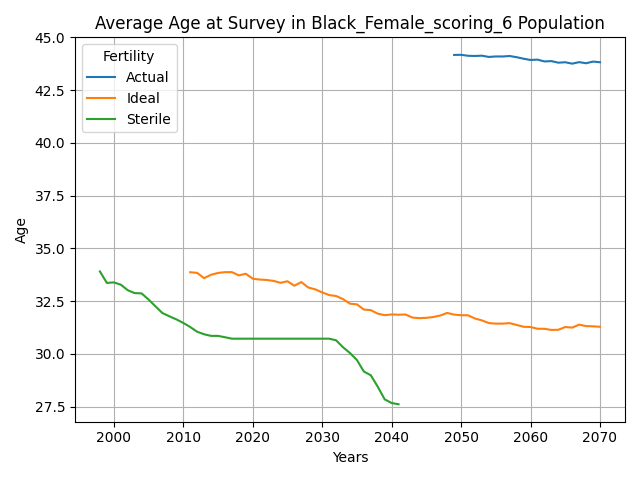 Average Age at Survey in Black_Female_scoring_6 Population
45.0
42.5
40.0
37.5
35.0
32.5
30.0
27.5
Age
Fertility
Actual
Ideal
Sterile
2000 2010 2020 2030 2040 2050 2060 2070
Years